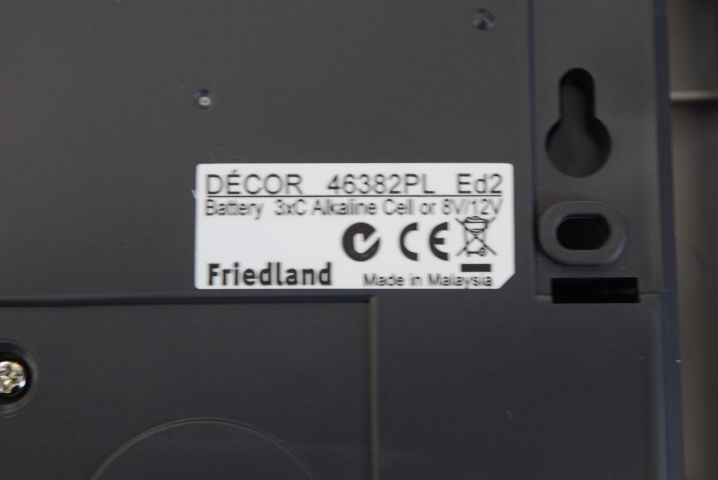 DÉCOR 46382PL Ed2
Battery 3xC Alkaline Cell or 8V/12V
CE
Friedland Made in Malaysia